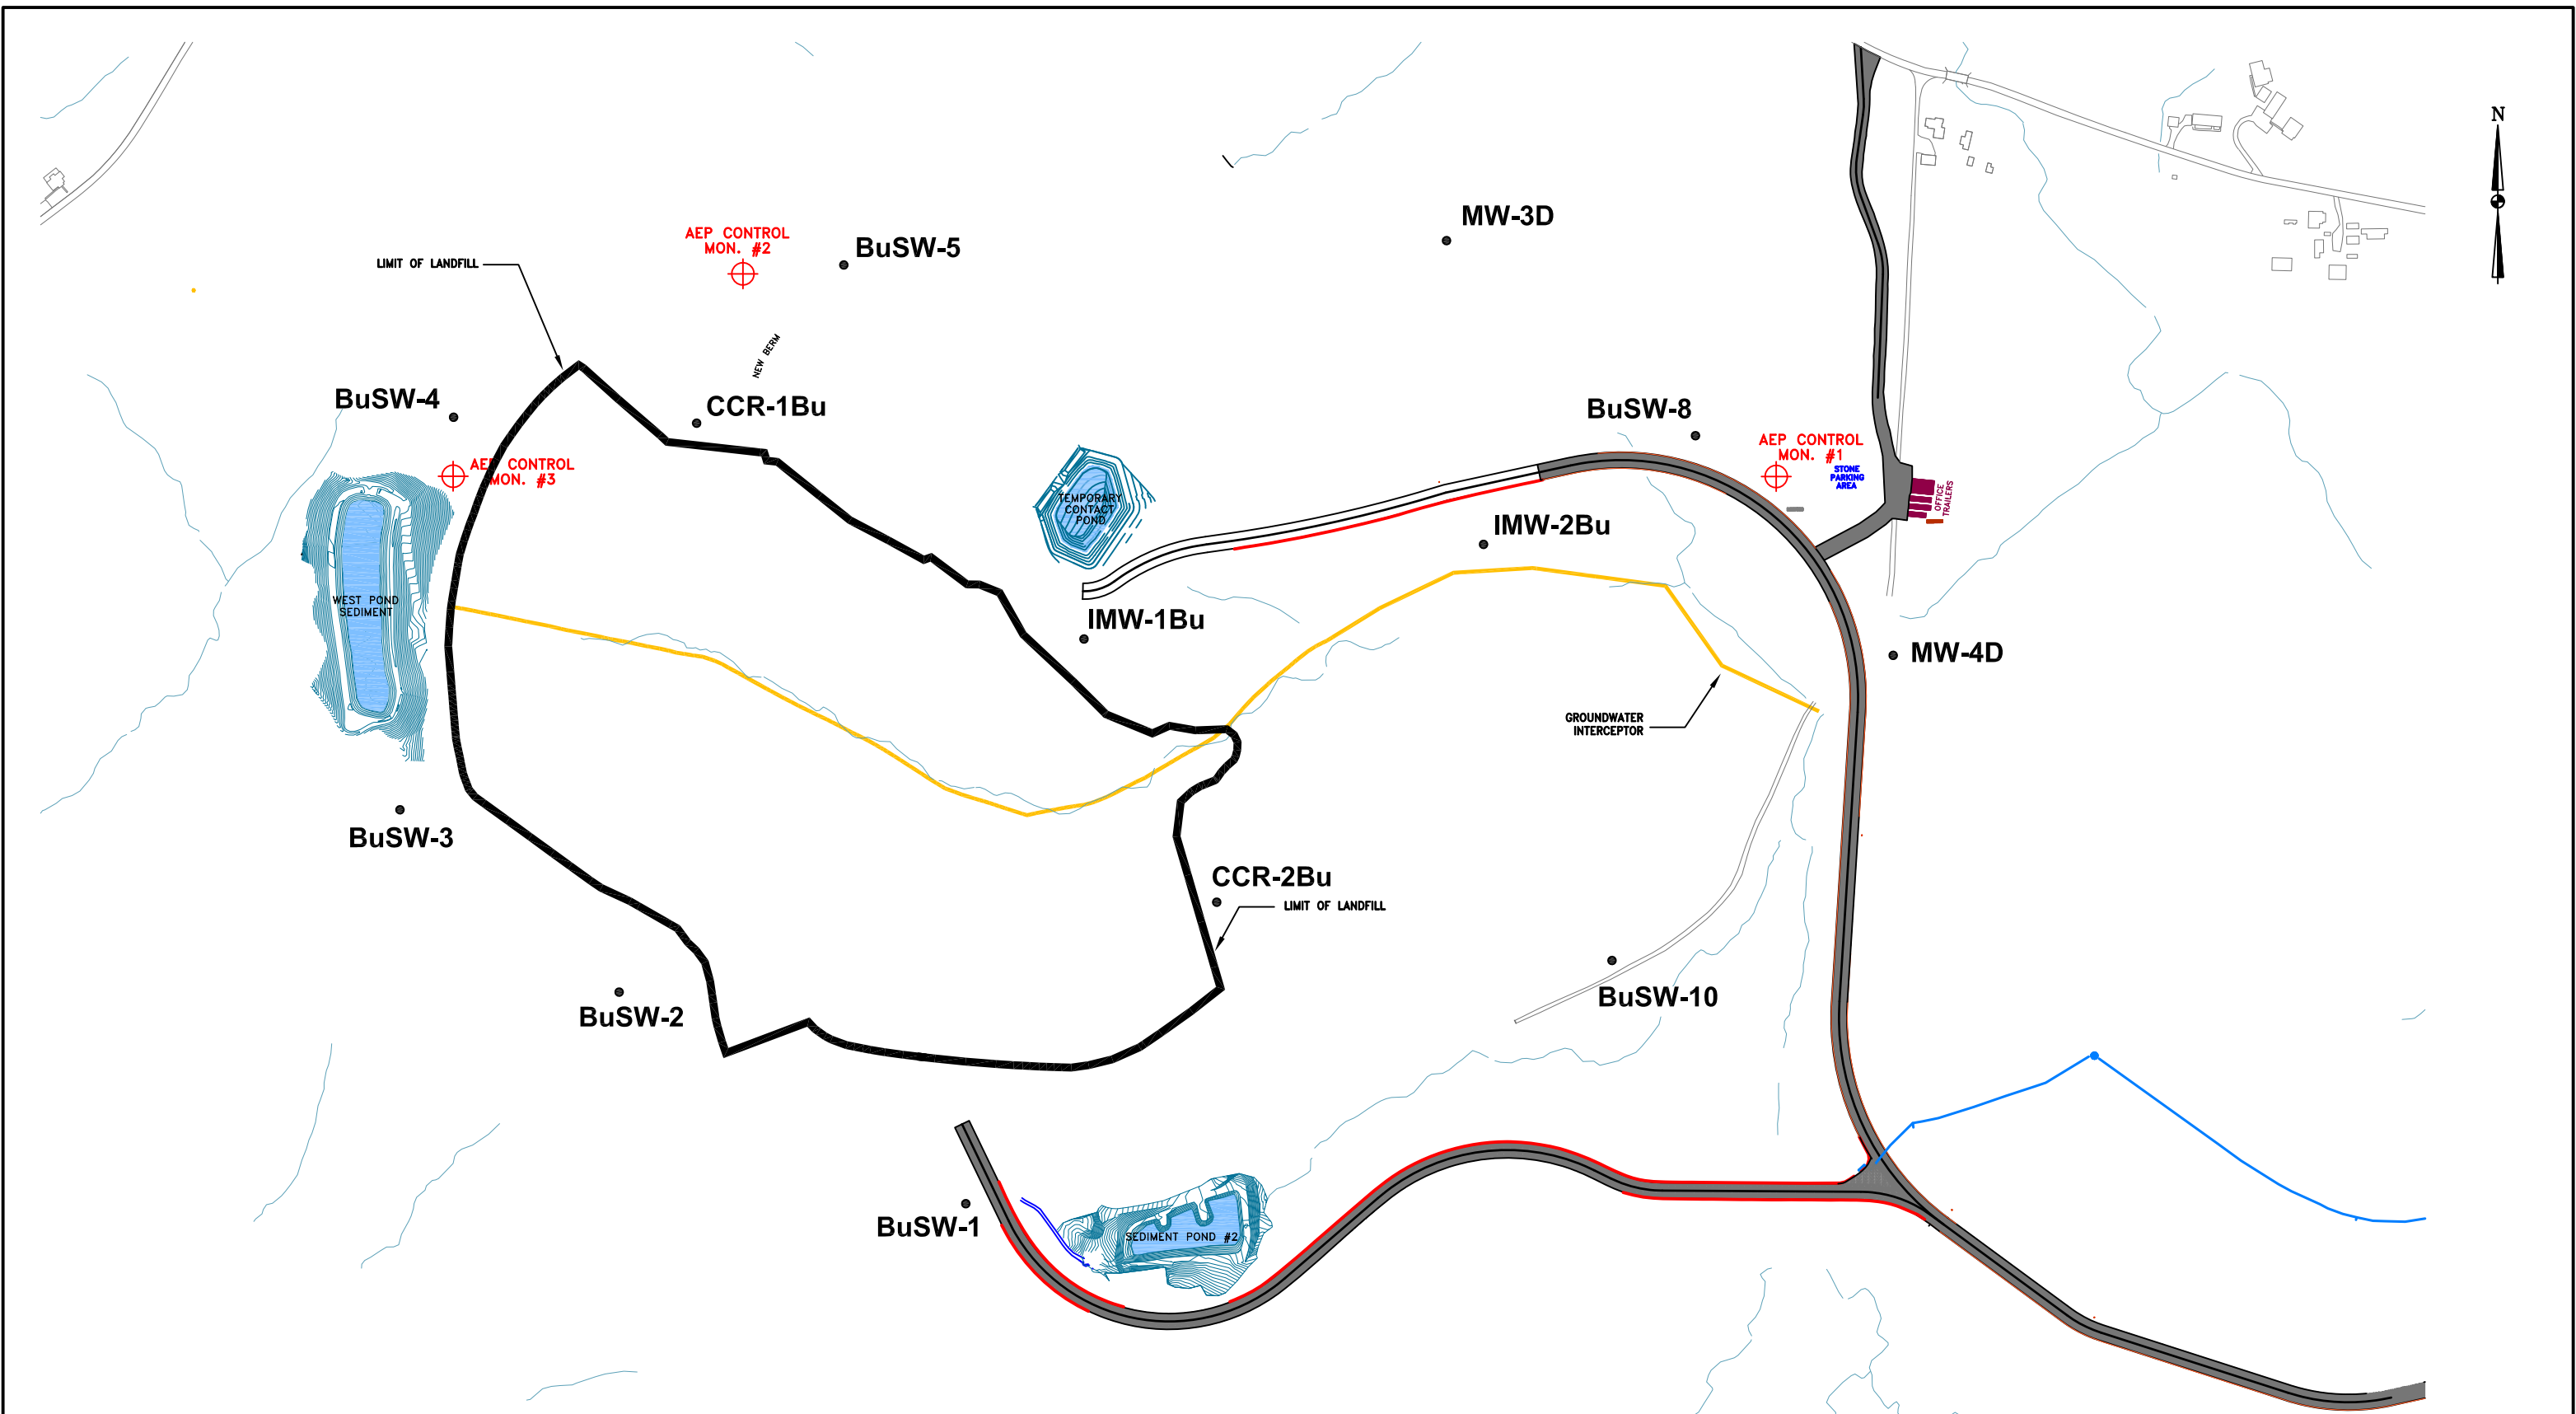 N
MW-3D
AEP CONTROL
MON. #2
BuSW-5
LIMIT OF LANDFILL
NEW BERM
BuSW-4
CCR-1Bu
BuSW-8
AEP CONTROL
MON. #1
STONE
PARKING
AREA
OFFICE
TRAILERS
AEP CONTROL
MON. #3
TEMPORARY
CONTACT
POND
IMW-2Bu
WEST POND
SEDIMENT
IMW-1Bu
MW-4D
GROUNDWATER
INTERCEPTOR
BuSW-3
CCR-2Bu
LIMIT OF LANDFILL
BuSW-10
BuSW-2
BuSW-1
SEDIMENT POND #2